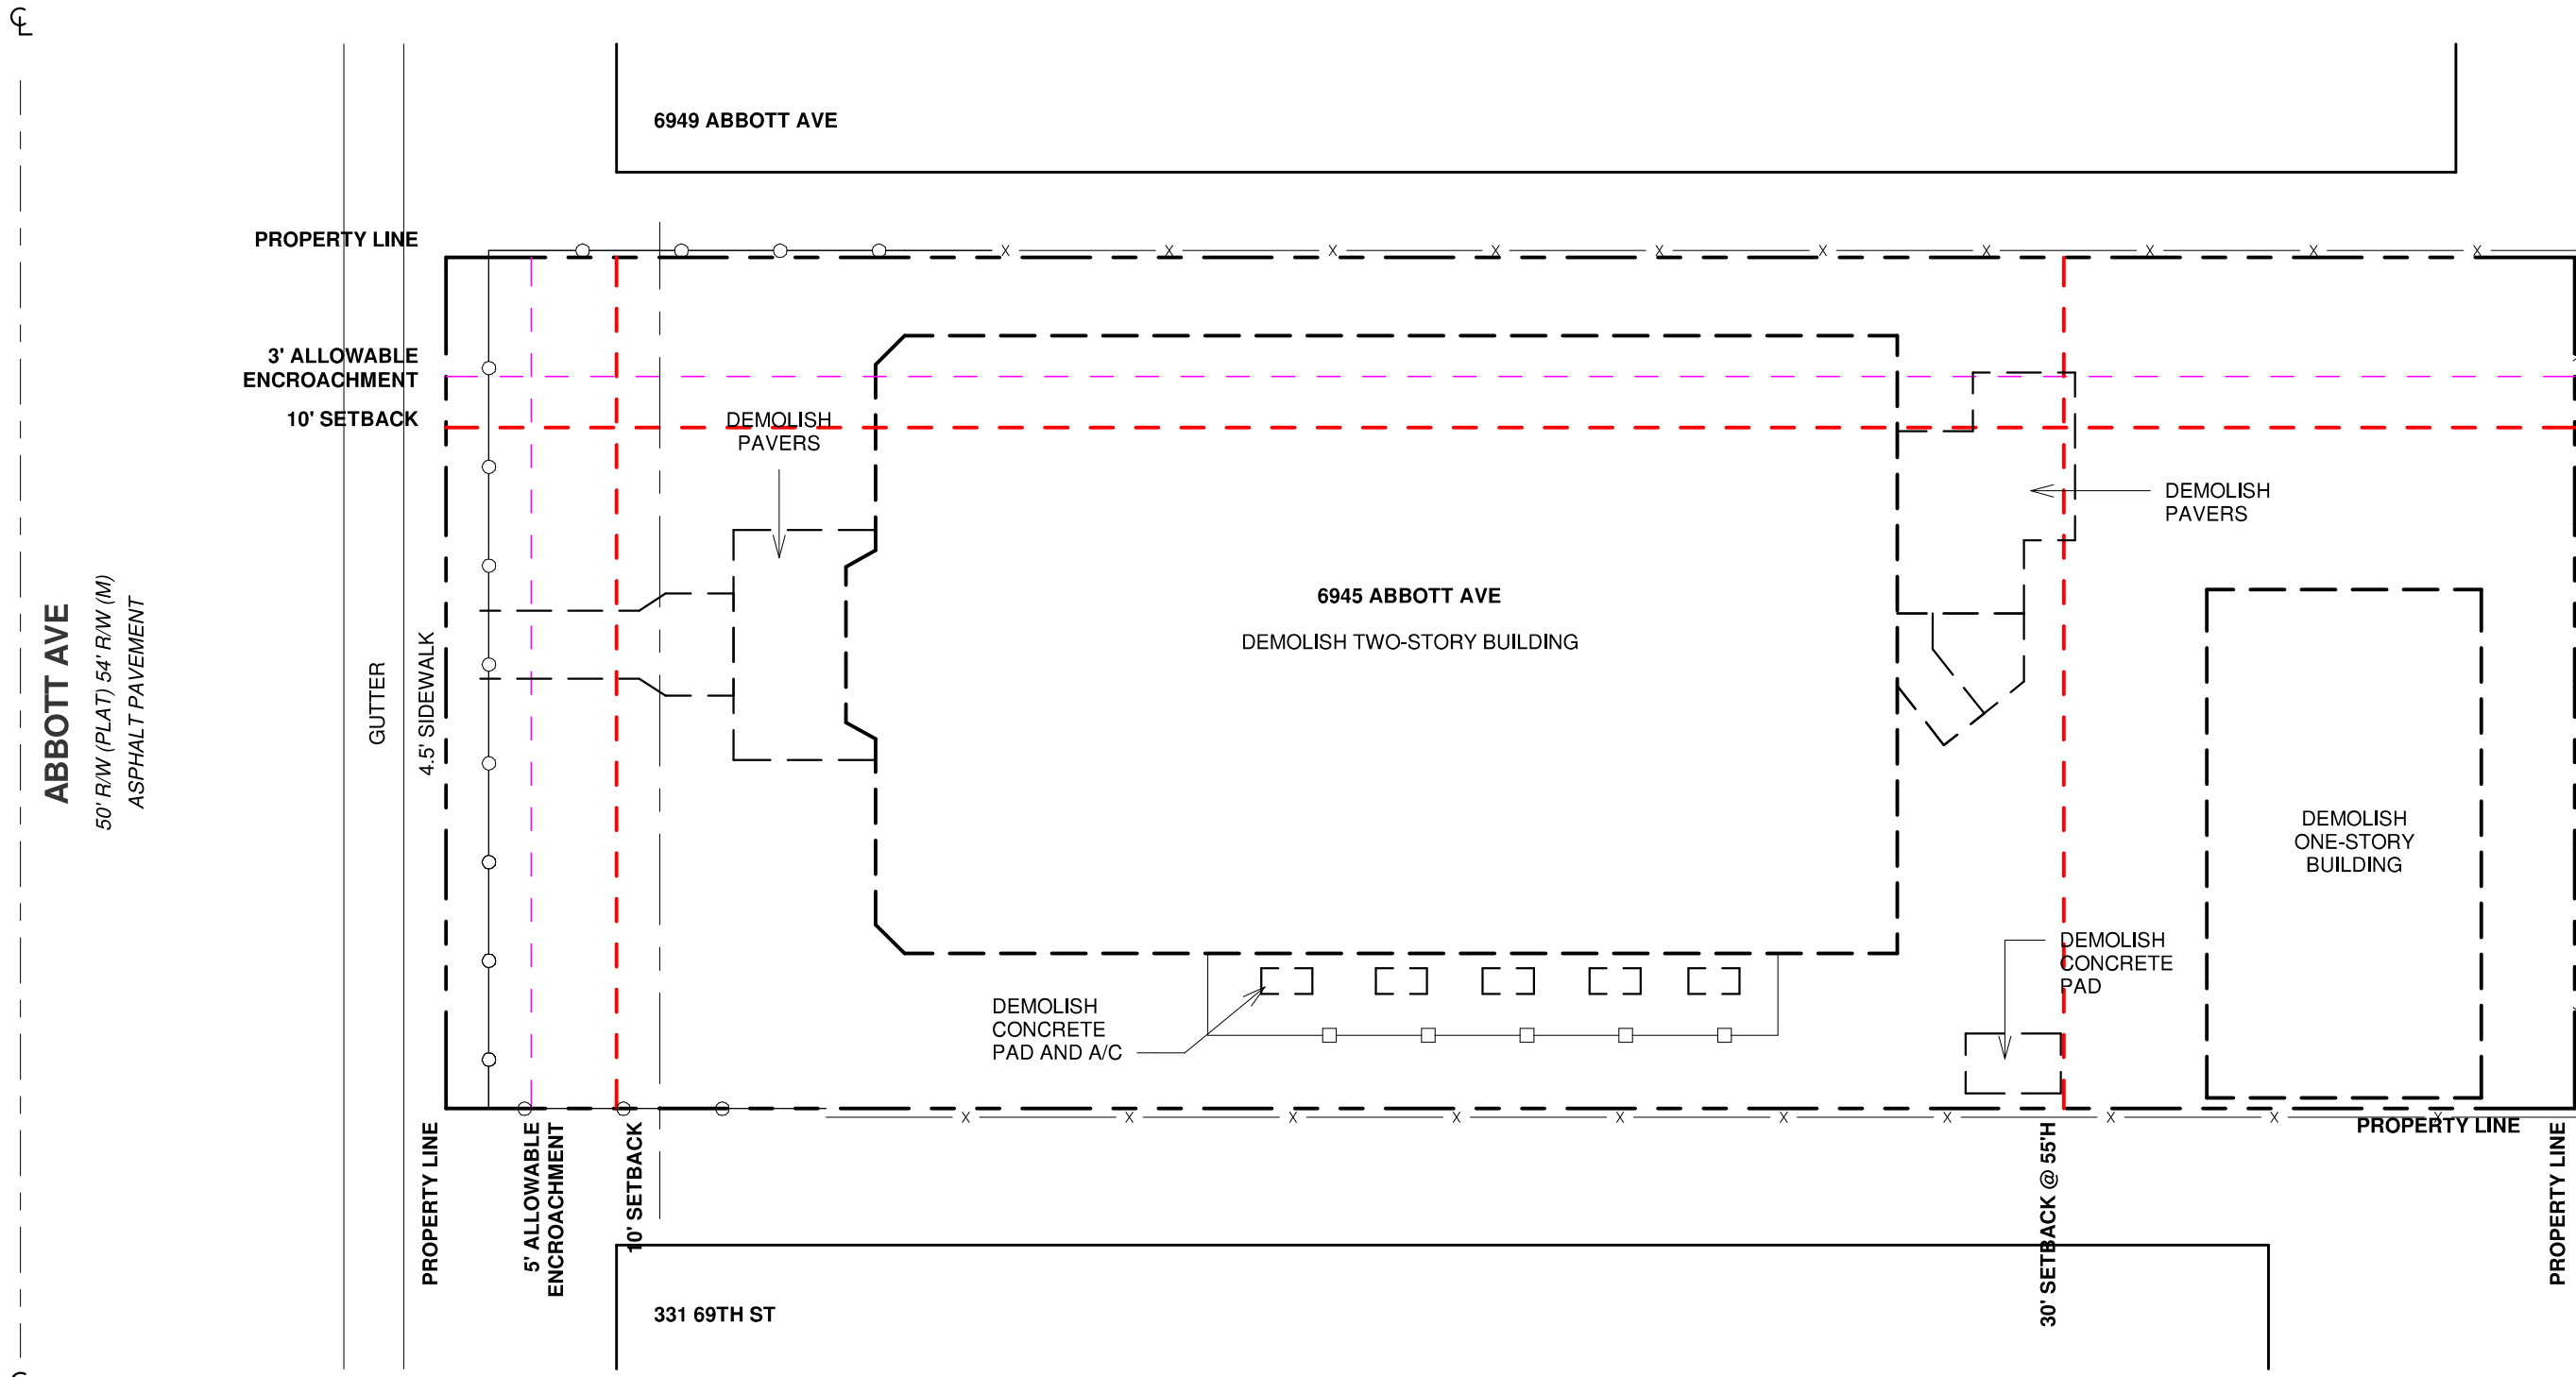 ℄
6949 ABBOTT AVE
PROPERTY LINE
3' ALLOWABLE
ENCROACHMENT
10' SETBACK
DEMOLISH
PAVERS
DEMOLISH
PAVERS
6945 ABBOTT AVE
DEMOLISH TWO-STORY BUILDING
ABBOTT AVE
50' R/W (PLAT) 54' R/W (M)
ASPHALT PAVEMENT
GUTTER
4.5' SIDEWALK
DEMOLISH
ONE-STORY
BUILDING
DEMOLISH
CONCRETE
PAD
DEMOLISH
CONCRETE
PAD AND A/C
PROPERTY LINE
PROPERTY LINE
5' ALLOWABLE
ENCROACHMENT
10' SETBACK
30' SETBACK @ 55'H
PROPERTY LINE
331 69TH ST